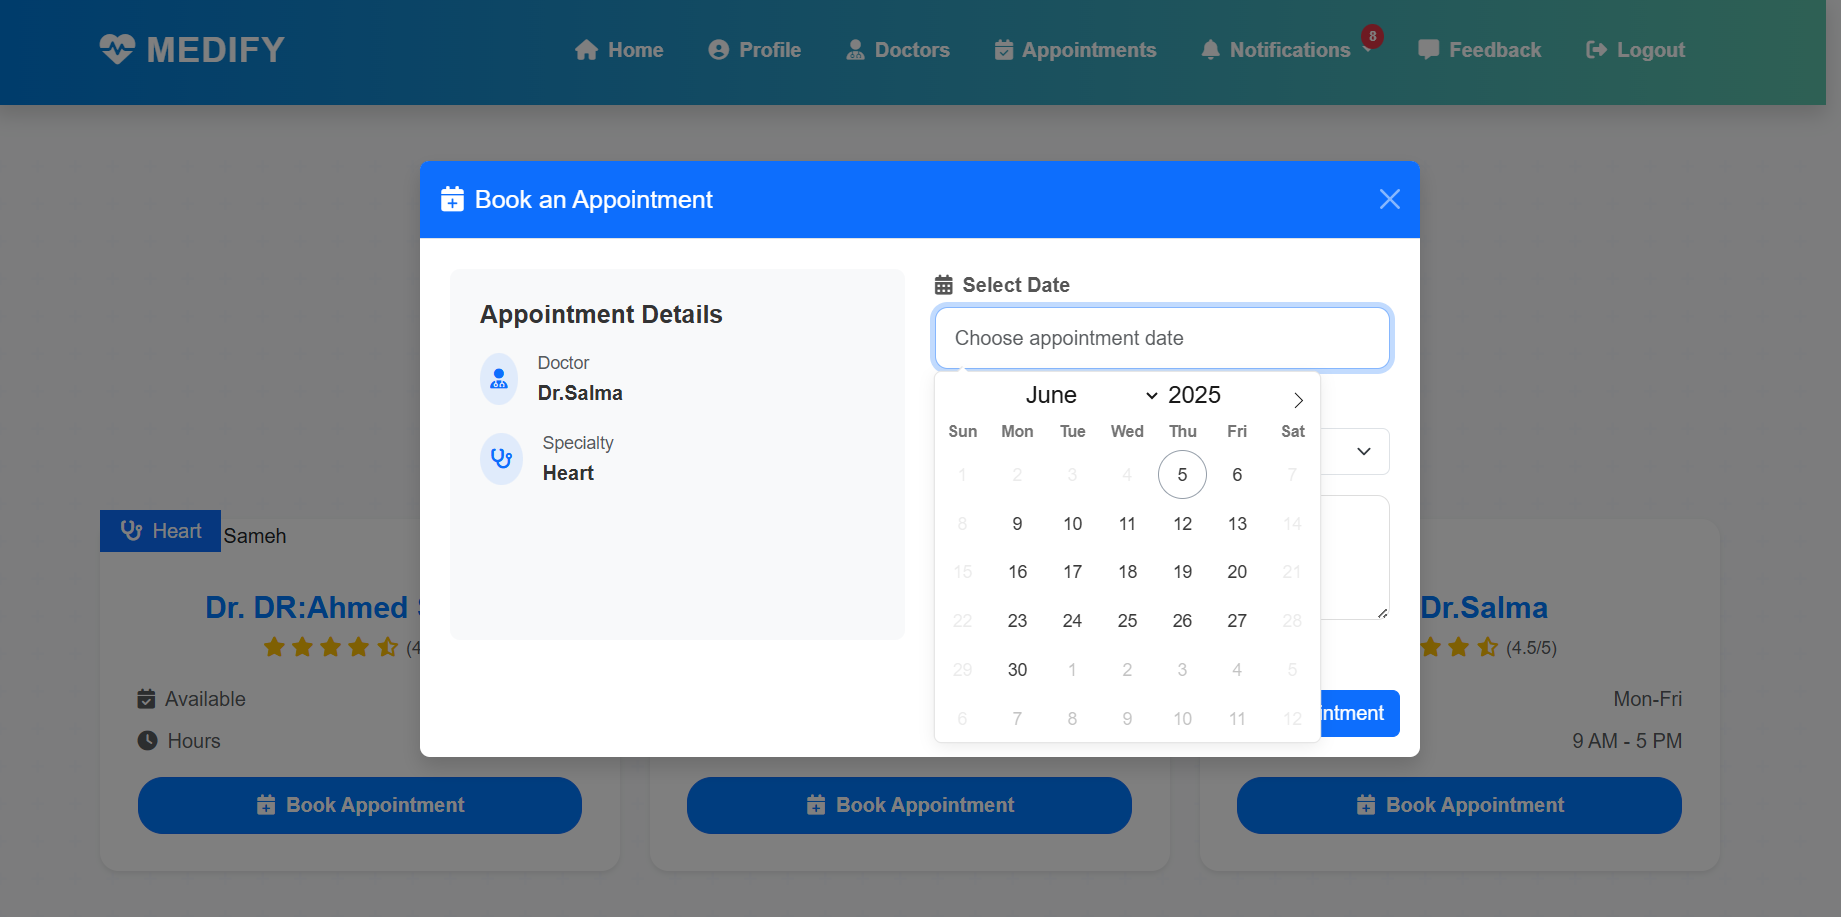 MEDIFY
Home Profile Doctors Appointments Notifications 8 Feedback Logout
Book an Appointment
Appointment Details
Doctor
Dr.Salma
Specialty
Heart
Select Date
Choose appointment date
June 2025
Sun Mon Tue Wed Thu Fri Sat
1 2 3 4 5 6 7
8 9 10 11 12 13 14
15 16 17 18 19 20 21
22 23 24 25 26 27 28
29 30 1 2 3 4 5
6 7 8 9 10 11 12
intment
Heart Sameh
Dr. DR:Ahmed
(4
Available
Hours
Book Appointment
Book Appointment
Dr.Salma
(4.5/5)
Mon-Fri
9 AM - 5 PM
Book Appointment